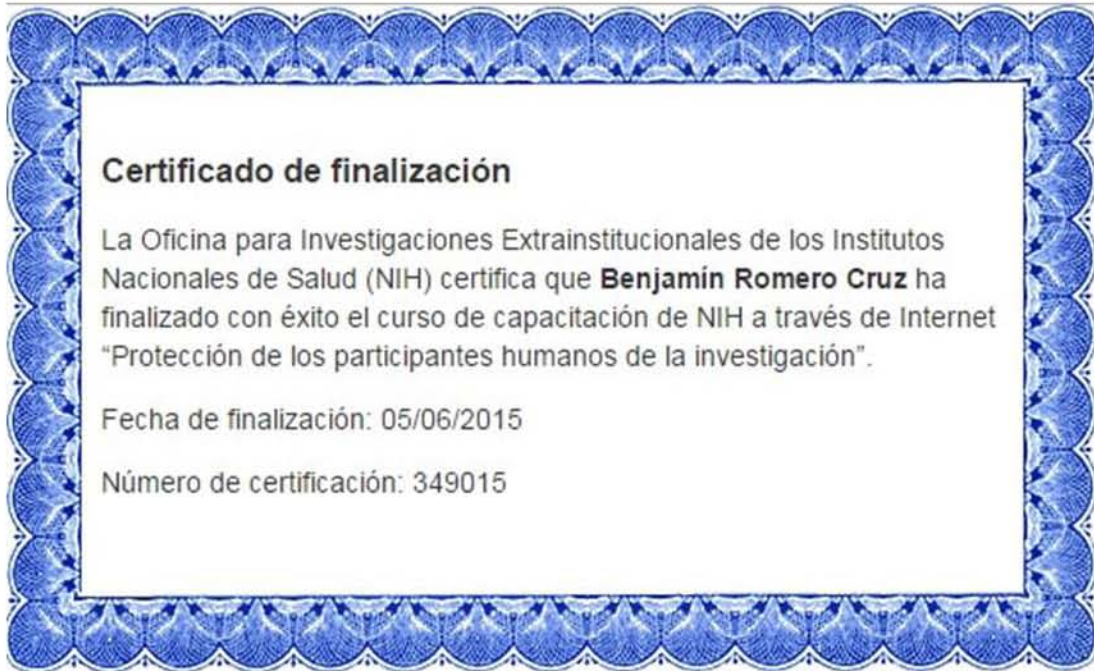 Certificado de finalización
La Oficina para Investigaciones Extrainstitucionales de los Institutos
Nacionales de Salud (NIH) certifica que Benjamín Romero Cruz ha
finalizado con éxito el curso de capacitación de NIH a través de Internet
“Protección de los participantes humanos de la investigación”.
Fecha de finalización: 05/06/2015
Número de certificación: 349015